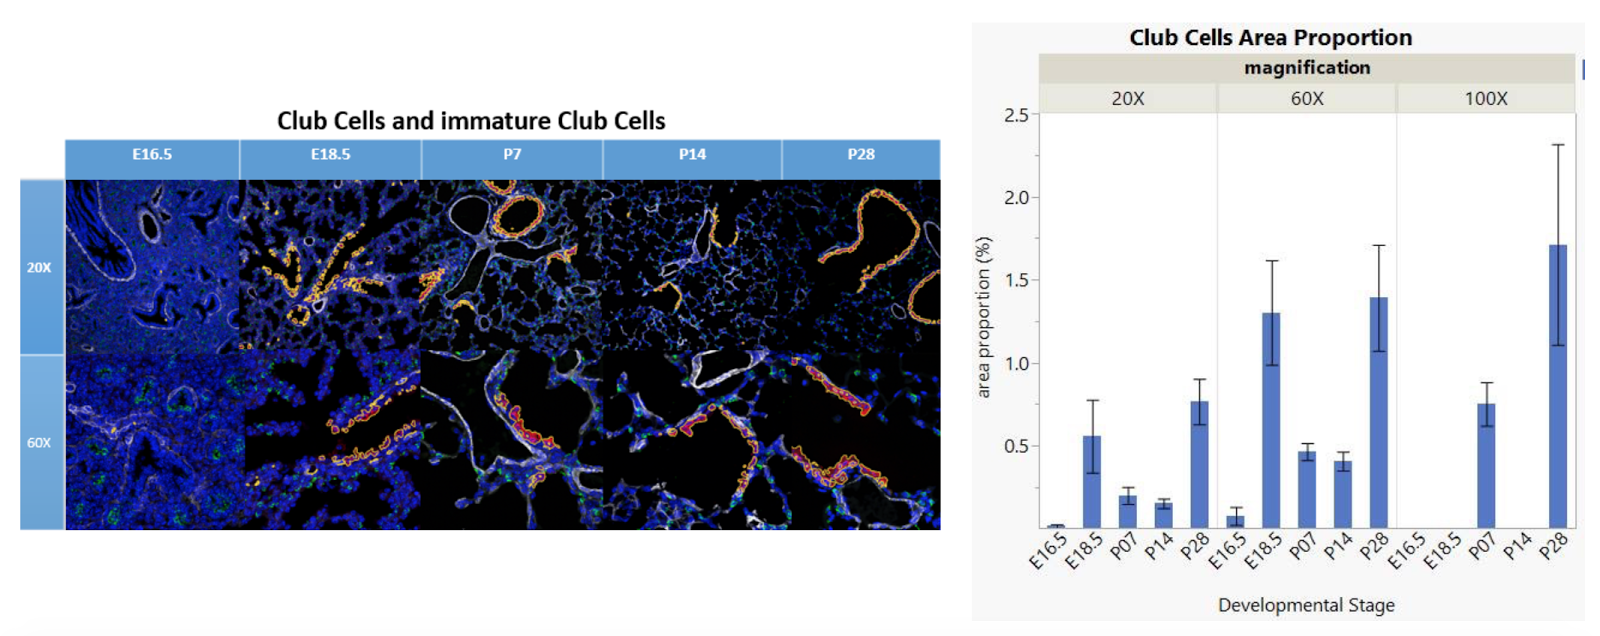 Club Cells and immature Club Cells
E16.5 E18.5 P7 P14 P28
20X
60X
Club Cells Area Proportion
magnification
20X 60X 100X
area proportion (%)
2.5
2.0
1.5
1.0
0.5
E16.5 E18.5 P07 P14 P28 E16.5 E18.5 P07 P14 P28 E16.5 E18.5 P07 P14 P28
Developmental Stage